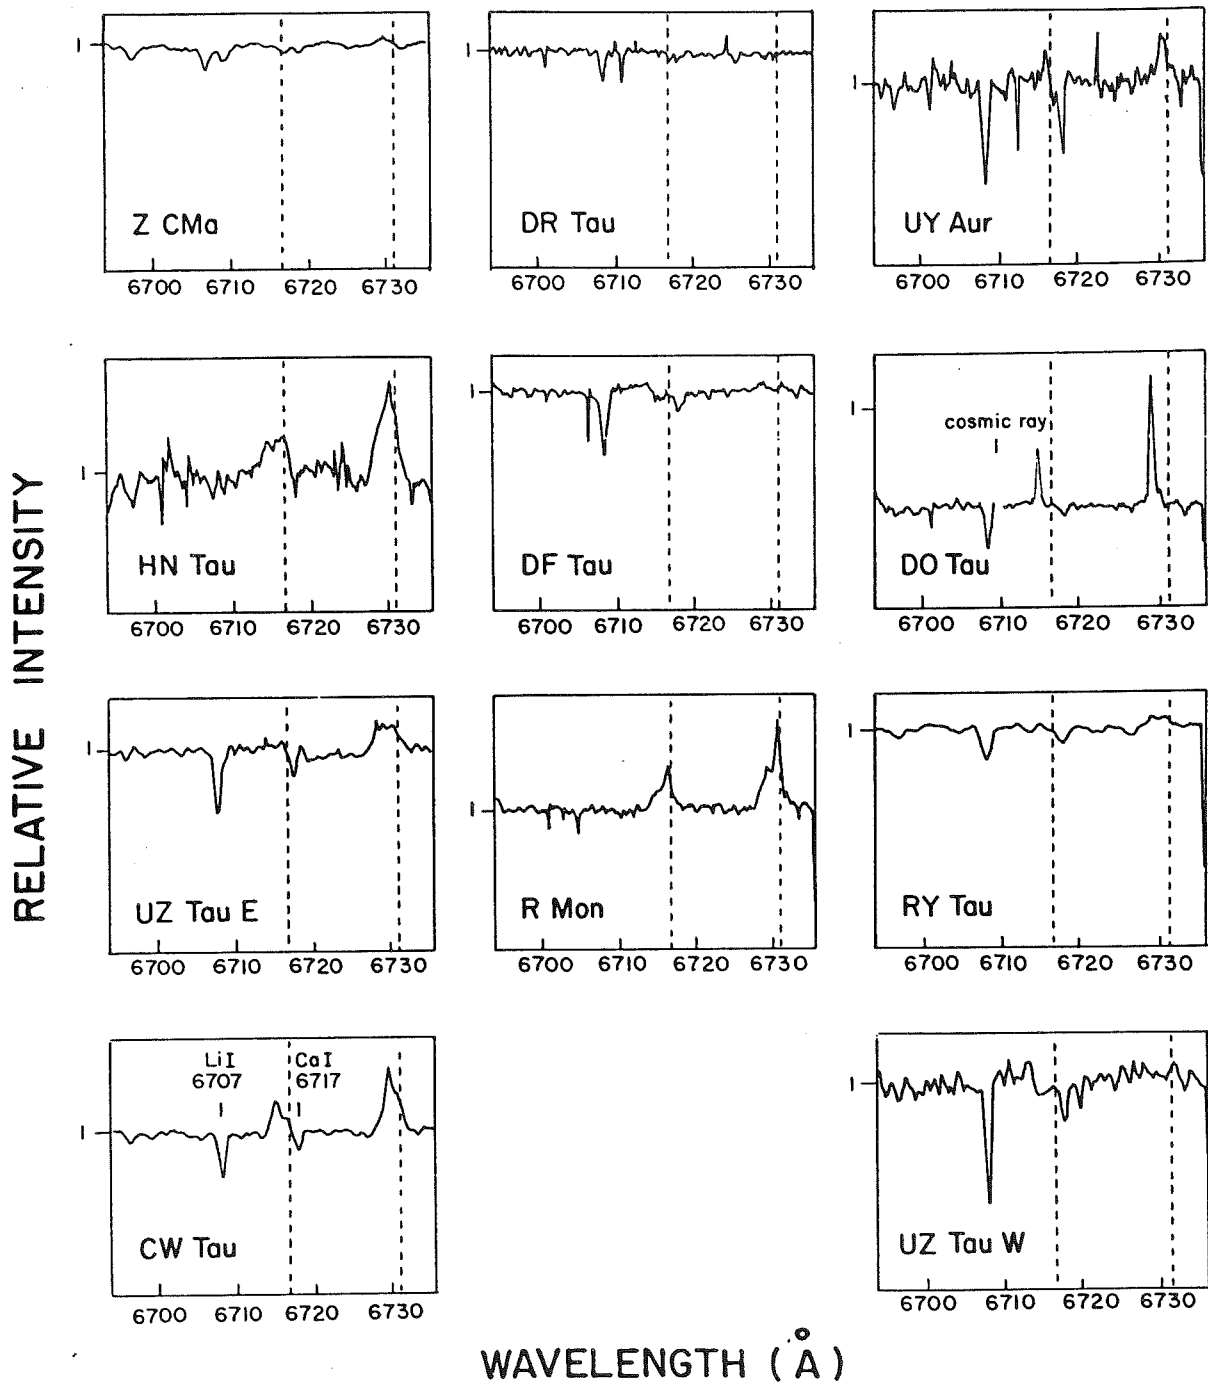 RELATIVE INTENSITY
1
Z CMa
6700 6710 6720 6730
1
DR Tau
6700 6710 6720 6730
1
UY Aur
6700 6710 6720 6730
1
HN Tau
6700 6710 6720 6730
1
DF Tau
6700 6710 6720 6730
1
cosmic ray
DO Tau
6700 6710 6720 6730
1
UZ Tau E
6700 6710 6720 6730
1
R Mon
6700 6710 6720 6730
1
RY Tau
6700 6710 6720 6730
1
Li I
6707
Ca I
6717
CW Tau
6700 6710 6720 6730
1
UZ Tau W
6700 6710 6720 6730
WAVELENGTH (Å)